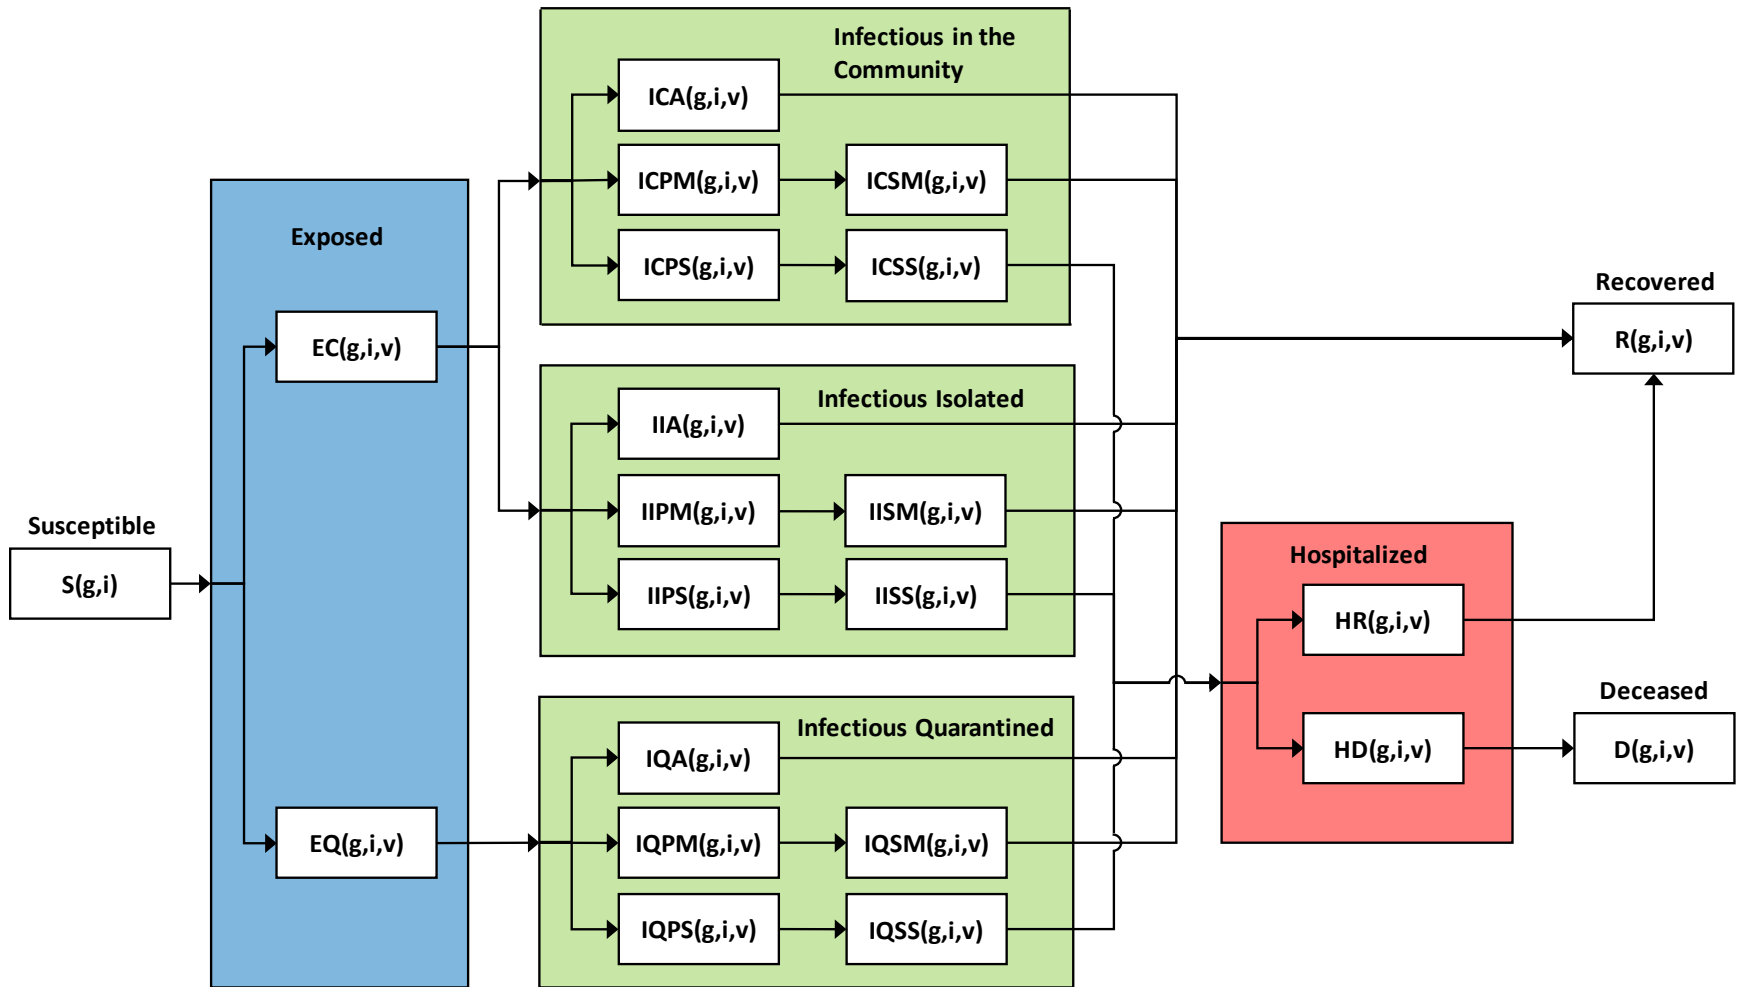 Susceptible
S(g,i)
Exposed
EC(g,i,v)
EQ(g,i,v)
Infectious in the
Community
ICA(g,i,v)
ICPM(g,i,v)
ICSM(g,i,v)
ICPS(g,i,v)
ICSS(g,i,v)
Infectious Isolated
IIA(g,i,v)
IIPM(g,i,v)
IISM(g,i,v)
IIPS(g,i,v)
IISS(g,i,v)
Infectious Quarantined
IQA(g,i,v)
IQPM(g,i,v)
IQSM(g,i,v)
IQPS(g,i,v)
IQSS(g,i,v)
Hospitalized
HR(g,i,v)
HD(g,i,v)
Recovered
R(g,i,v)
Deceased
D(g,i,v)